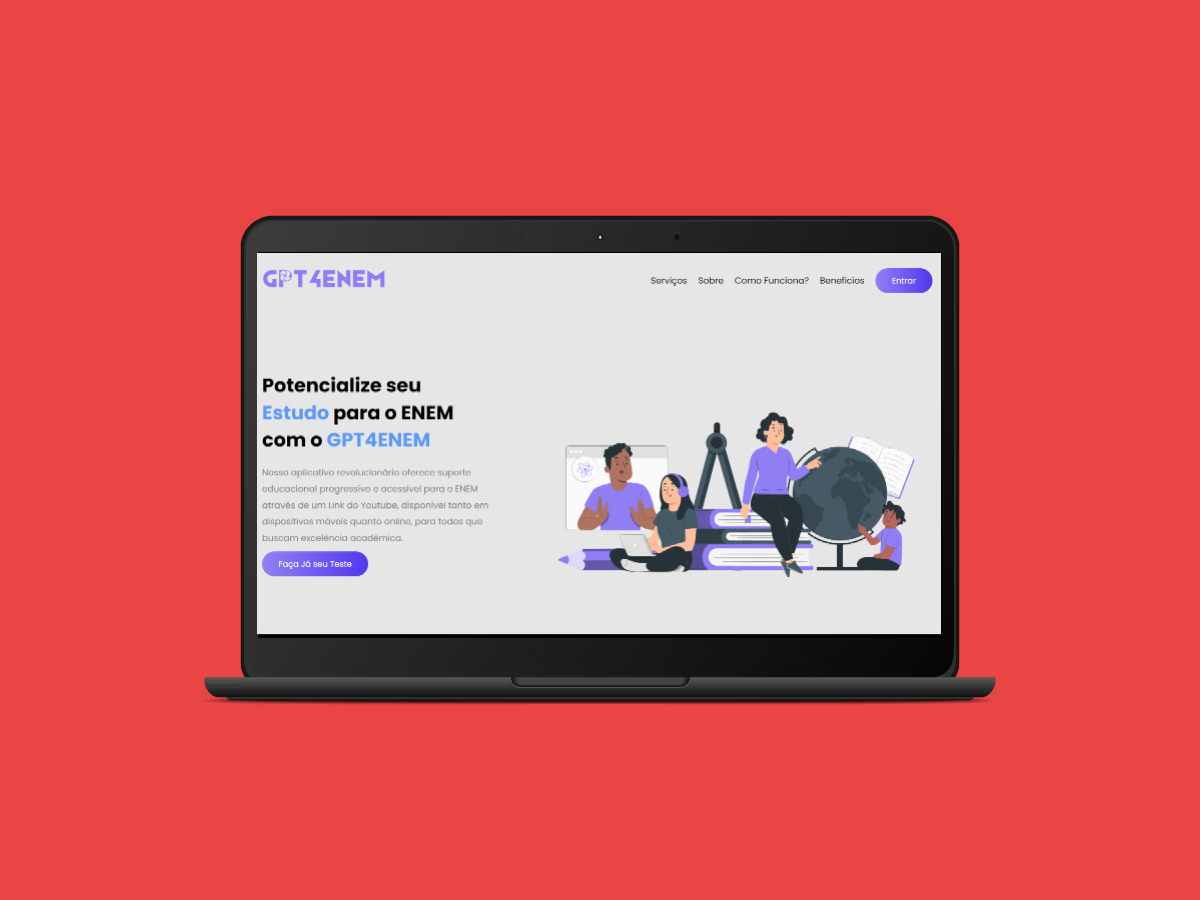 GPT4ENEM
Serviços Sobre Como Funciona? Benefícios Entrar
Potencialize seu
Estudo para o ENEM
com o GPT4ENEM
Nosso aplicativo revolucionário oferece suporte
educacional progressivo e acessível para o ENEM
através de um Link do Youtube, disponível tanto em
dispositivos móveis quanto online, para todos que
buscam excelência acadêmica.
Faça Já seu Teste